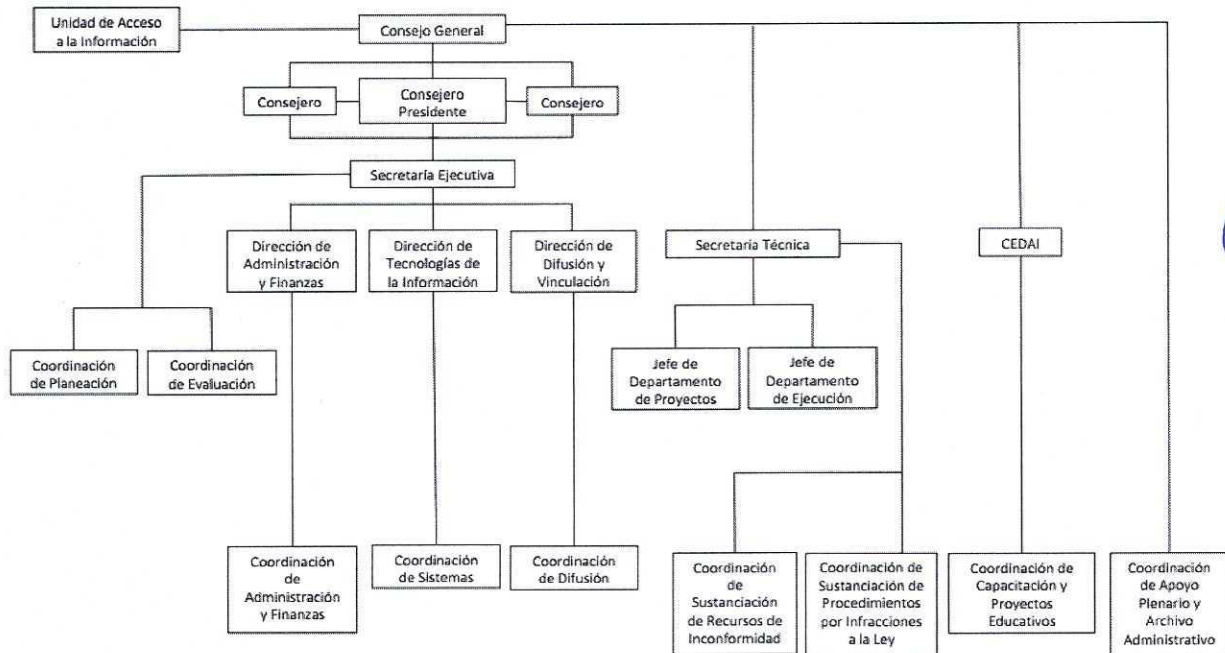 Unidad de Acceso
a la Información
Consejo General
Consejero
Consejero
Presidente
Consejero
Secretaría Ejecutiva
Dirección de
Administración
y Finanzas
Dirección de
Tecnologías de
la Información
Dirección de
Difusión y
Vinculación
Secretaría Técnica
CEDAI
Coordinación
de Planeación
Coordinación
de Evaluación
Jefe de
Departamento
de Proyectos
Jefe de
Departamento
de Ejecución
Coordinación
de
Administración
y Finanzas
Coordinación
de Sistemas
Coordinación
de Difusión
Coordinación
de
Sustanciación
de Recursos de
Inconformidad
Coordinación de
Sustanciación de
Procedimientos
por Infracciones
a la Ley
Coordinación de
Capacitación y
Proyectos
Educativos
Coordinación
de Apoyo
Plenario y
Archivo
Administrativo